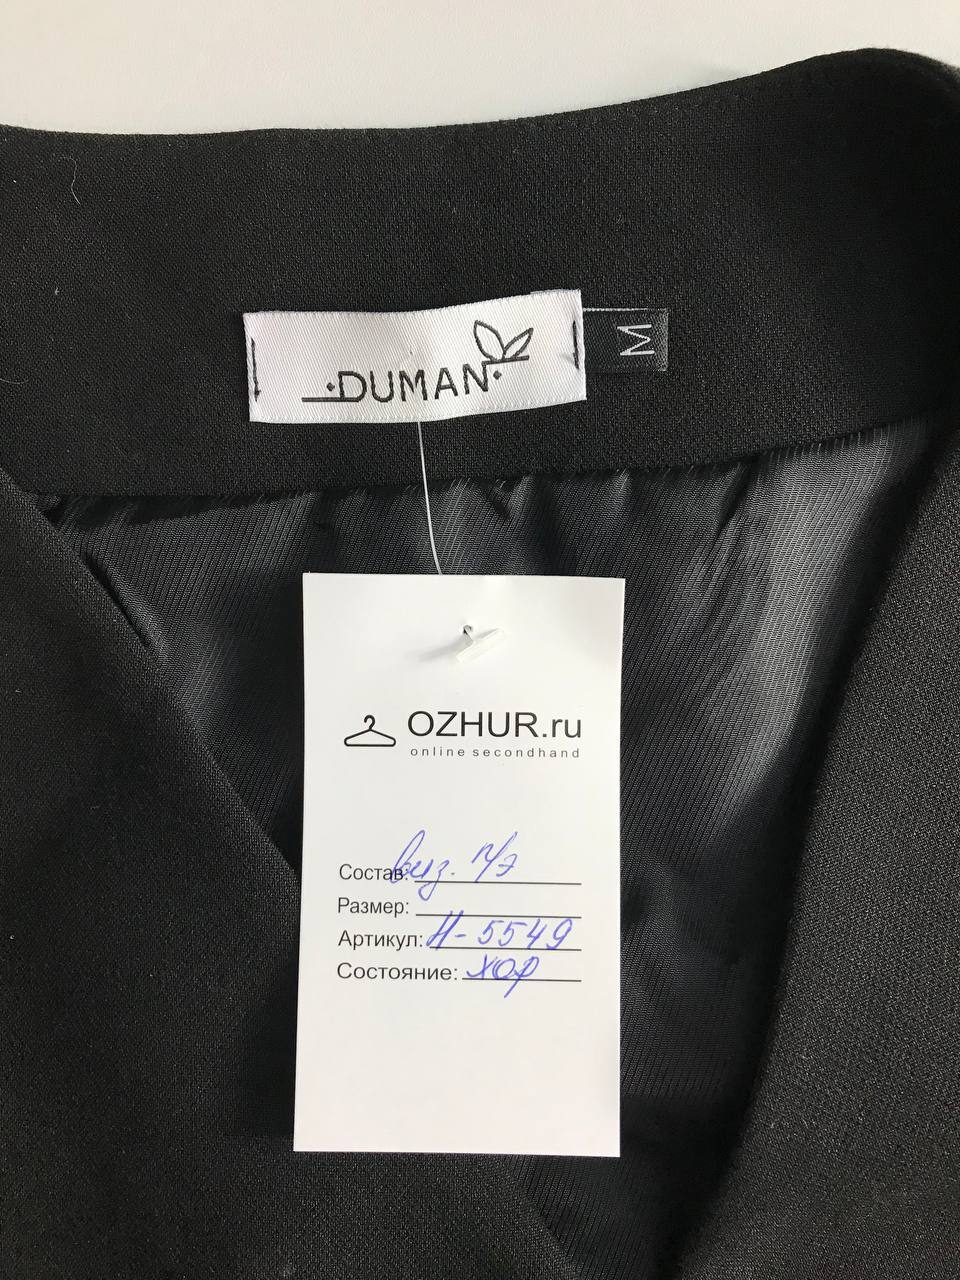 ·DUMAN·
M
OZHUR.ru
online secondhand
Состав: виз. п/э
Размер:
Артикул: Н-5549
Состояние: хор